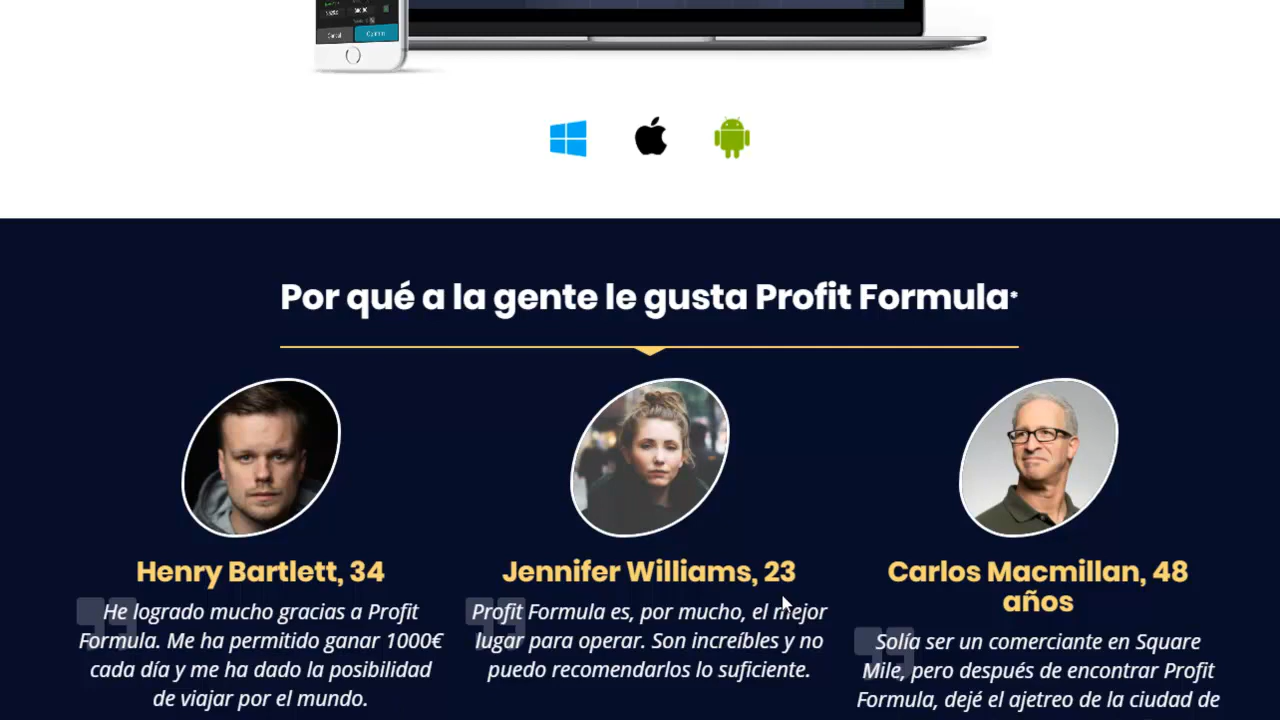 Cancel
Confirm
Por qué a la gente le gusta Profit Formula*
Henry Bartlett, 34
He logrado mucho gracias a Profit
Formula. Me ha permitido ganar 1000€
cada día y me ha dado la posibilidad
de viajar por el mundo.
Jennifer Williams, 23
Profit Formula es, por mucho, el mejor
lugar para operar. Son increíbles y no
puedo recomendarlos lo suficiente.
Carlos Macmillan, 48
años
Solía ser un comerciante en Square
Mile, pero después de encontrar Profit
Formula, dejé el ajetreo de la ciudad de